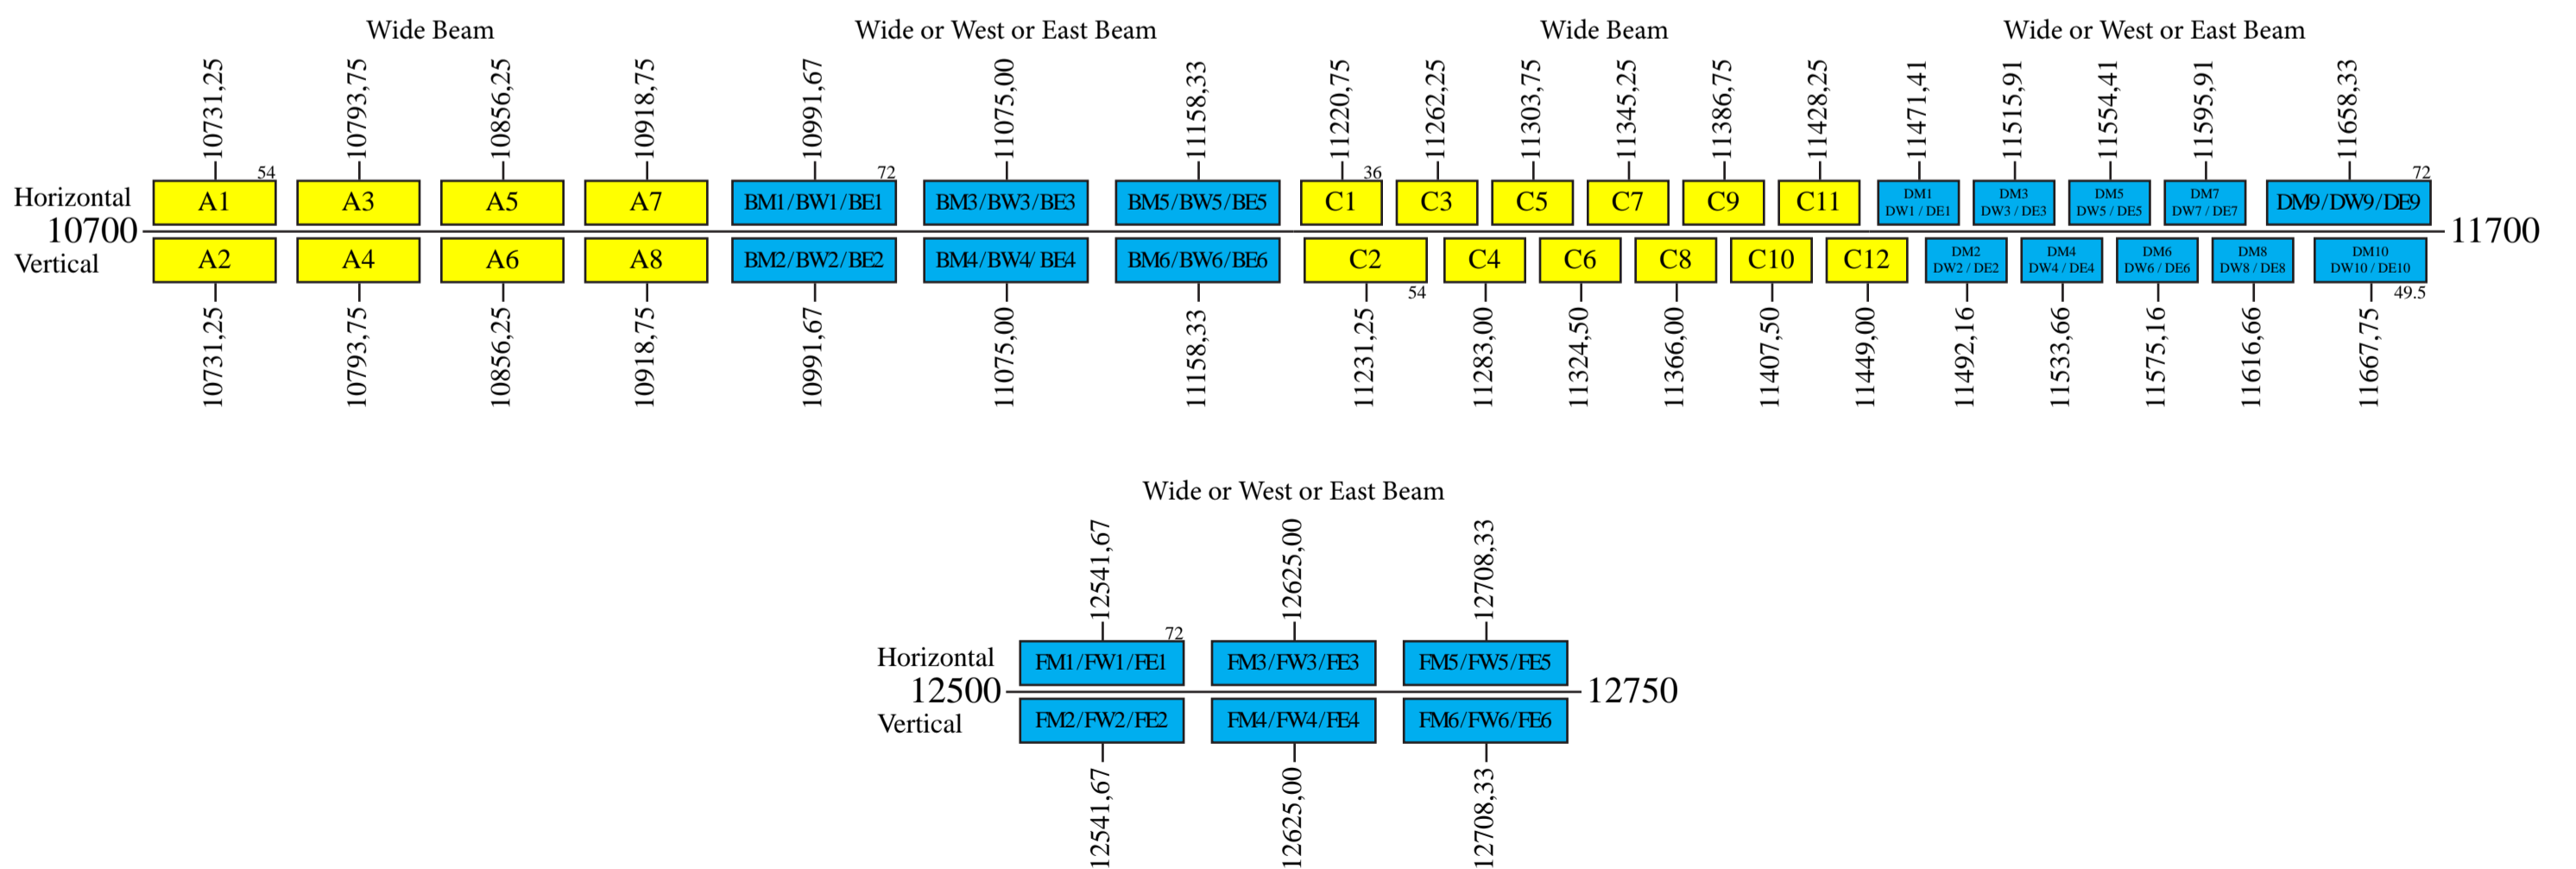 Wide Beam Wide or West or East Beam Wide Beam Wide or West or East Beam
10731,25 10793,75 10856,25 10918,75 10991,67 11075,00 11158,33 11220,75 11262,25 11303,75 11345,25 11386,75 11428,25 11471,41 11515,91 11554,41 11595,91 11658,33
54 72 36 72
Horizontal A1 A3 A5 A7 BM1/BW1/BE1 BM3/BW3/BE3 BM5/BW5/BE5 C1 C3 C5 C7 C9 C11 DM1 DW1 / DE1 DM3 DW3 / DE3 DM5 DW5 / DE5 DM7 DW7 / DE7 DM9/DW9/DE9
10700 11700
Vertical A2 A4 A6 A8 BM2/BW2/BE2 BM4/BW4/ BE4 BM6/BW6/BE6 C2 C4 C6 C8 C10 C12 DM2 DW2 / DE2 DM4 DW4 / DE4 DM6 DW6 / DE6 DM8 DW8 / DE8 DM10 DW10 / DE10
54 49.5
10731,25 10793,75 10856,25 10918,75 10991,67 11075,00 11158,33 11231,25 11283,00 11324,50 11366,00 11407,50 11449,00 11492,16 11533,66 11575,16 11616,66 11667,75
Wide or West or East Beam
12541,67 12625,00 12708,33
72
Horizontal FM1/FW1/FE1 FM3/FW3/FE3 FM5/FW5/FE5
12500 12750
Vertical FM2/FW2/FE2 FM4/FW4/FE4 FM6/FW6/FE6
12541,67 12625,00 12708,33